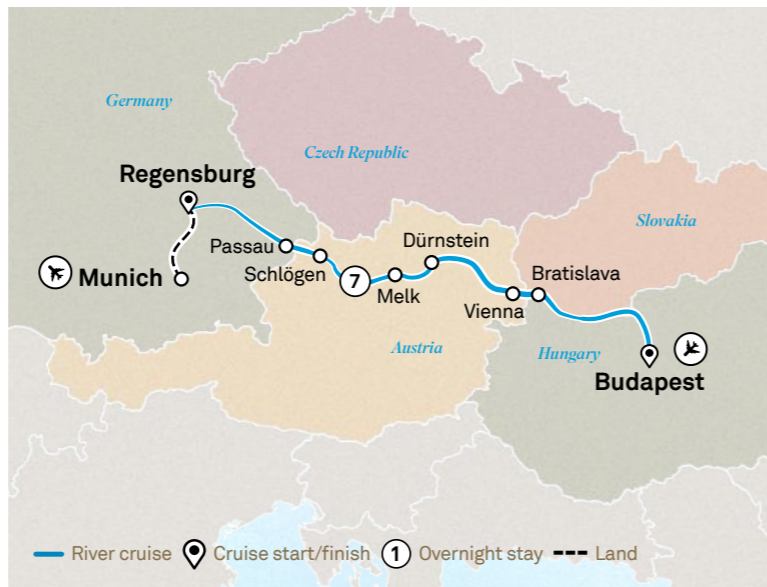 Germany
Czech Republic
Regensburg
Slovakia
Passau
Dürnstein
Munich
Schlögen
7
Melk
Bratislava
Vienna
Austria
Hungary
Budapest
River cruise
Cruise start/finish
1 Overnight stay
Land